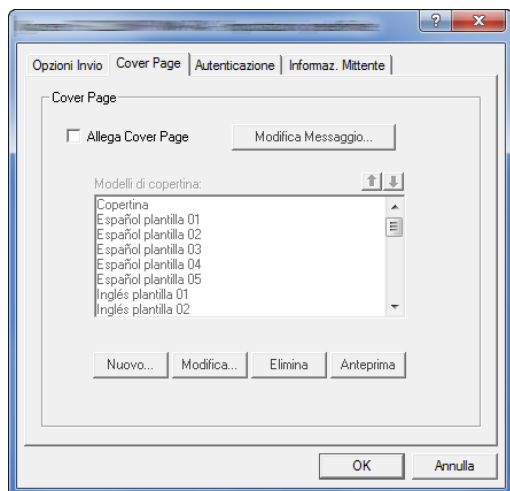 Opzioni Invio Cover Page Autenticazione Informaz. Mittente
Cover Page
Allega Cover Page Modifica Messaggio...
Modelli di copertina:
Copertina
Español plantilla 01
Español plantilla 02
Español plantilla 03
Español plantilla 04
Español plantilla 05
Inglés plantilla 01
Inglés plantilla 02
Nuovo... Modifica... Elimina Anteprima
OK Annulla